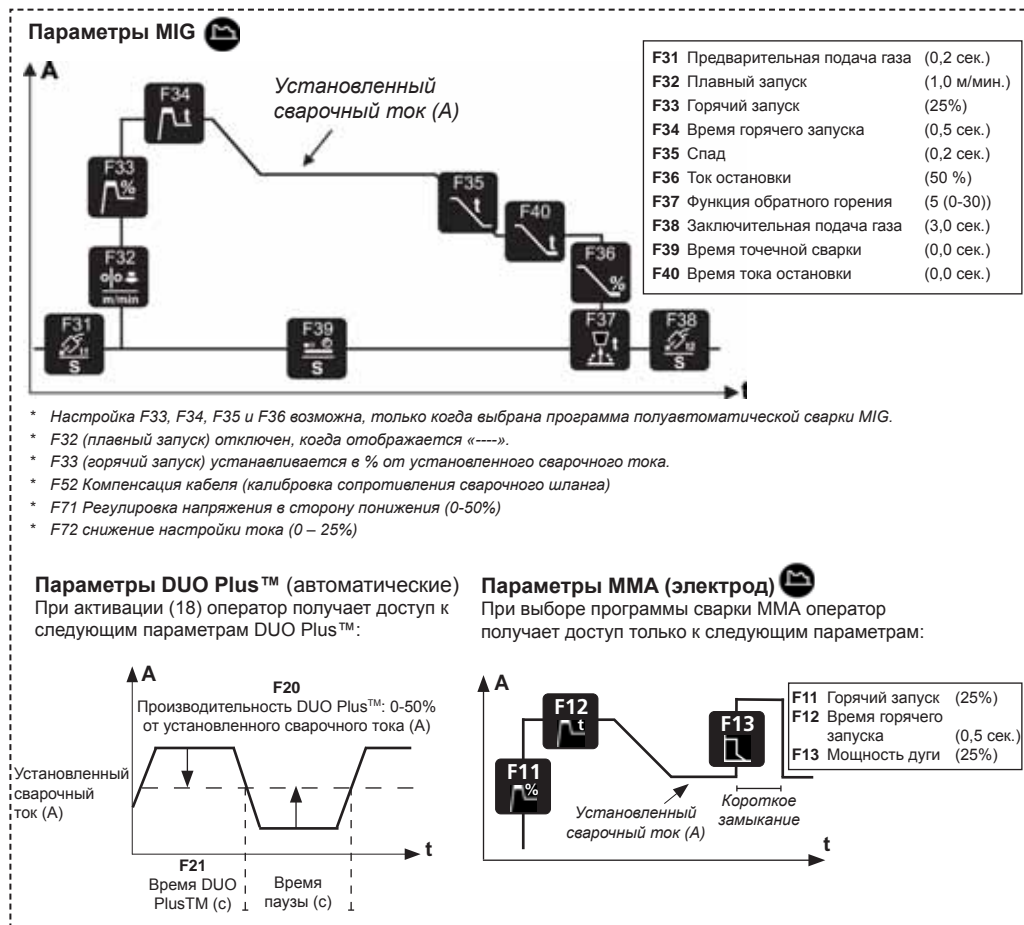 Параметры MIG
A
Установленный
сварочный ток (A)
F34
t
F33
%
F32
m/min
F31
t1
S
F39
S
F35
t
F40
t
F36
%
F37
t
F38
t2
S
t
F31 Предварительная подача газа (0,2 сек.)
F32 Плавный запуск (1,0 м/мин.)
F33 Горячий запуск (25%)
F34 Время горячего запуска (0,5 сек.)
F35 Спад (0,2 сек.)
F36 Ток остановки (50 %)
F37 Функция обратного горения (5 (0-30))
F38 Заключительная подача газа (3,0 сек.)
F39 Время точечной сварки (0,0 сек.)
F40 Время тока остановки (0,0 сек.)
* Настройка F33, F34, F35 и F36 возможна, только когда выбрана программа полуавтоматической сварки MIG.
* F32 (плавный запуск) отключен, когда отображается «----».
* F33 (горячий запуск) устанавливается в % от установленного сварочного тока.
* F52 Компенсация кабеля (калибровка сопротивления сварочного шланга)
* F71 Регулировка напряжения в сторону понижения (0-50%)
* F72 снижение настройки тока (0 – 25%)
Параметры DUO Plus™ (автоматические)
При активации (18) оператор получает доступ к
следующим параметрам DUO Plus™:
A
F20
Производительность DUO Plus™: 0-50%
от установленного сварочного тока (A)
Установленный
сварочный
ток (A)
t
F21
Время DUO
PlusTM (с)
Время
паузы (с)
Параметры MMA (электрод)
При выборе программы сварки MMA оператор
получает доступ только к следующим параметрам:
A
F12
t
F11
%
F13
Установленный
сварочный ток (A)
Короткое
замыкание
t
F11 Горячий запуск (25%)
F12 Время горячего
запуска (0,5 сек.)
F13 Мощность дуги (25%)